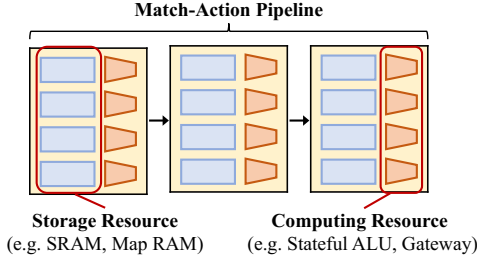 Match-Action Pipeline
Storage Resource
(e.g. SRAM, Map RAM)
Computing Resource
(e.g. Stateful ALU, Gateway)